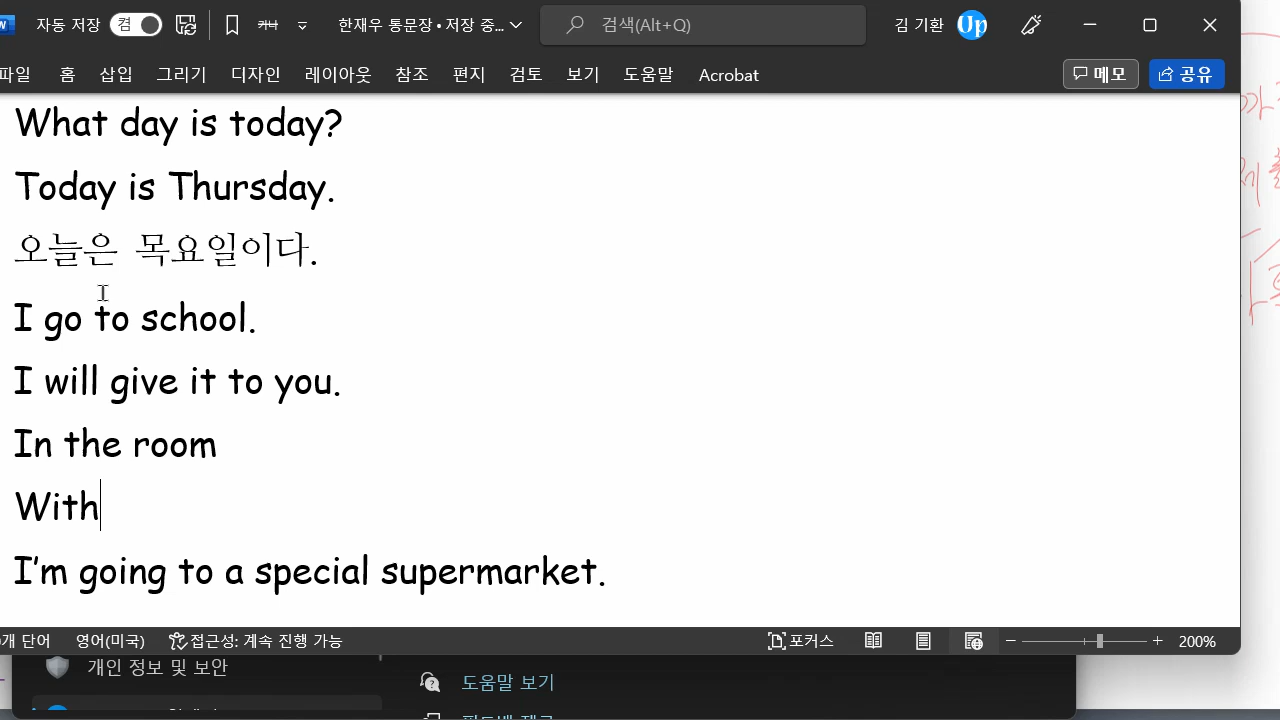 자동 저장 켬 가나 한재우 통문장 • 저장 중... 검색(Alt+Q) 김 기환 Up
파일 홈 삽입 그리기 디자인 레이아웃 참조 편지 검토 보기 도움말 Acrobat 메모 공유
What day is today?
Today is Thursday.
오늘은 목요일이다.
I go to school.
I will give it to you.
In the room
With
I'm going to a special supermarket.
개 단어 영어(미국) 접근성: 계속 진행 가능 포커스 200%
개인 정보 및 보안
도움말 보기